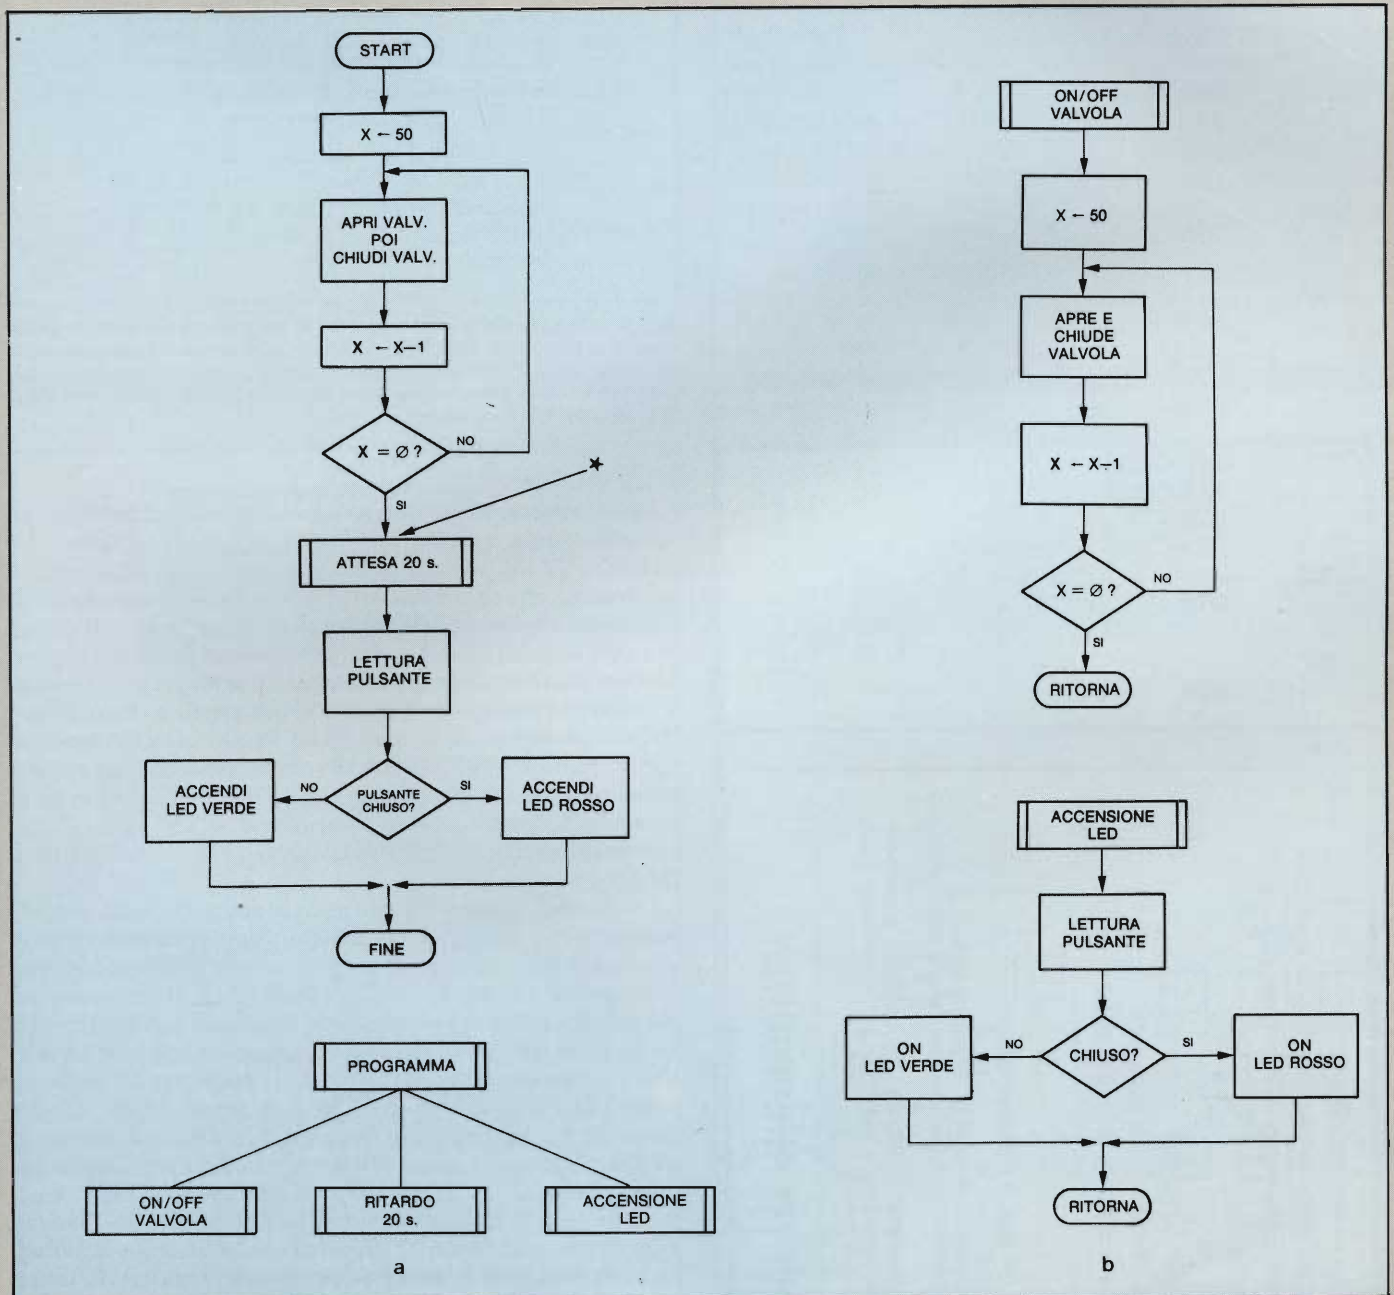 START
X ← 50
APRI VALV.
POI
CHIUDI VALV.
X ← X–1
X = Ø ?
NO
SI
★
ATTESA 20 s.
LETTURA
PULSANTE
PULSANTE
CHIUSO?
NO
SI
ACCENDI
LED VERDE
ACCENDI
LED ROSSO
FINE
PROGRAMMA
ON/OFF
VALVOLA
RITARDO
20 s.
ACCENSIONE
LED
a
ON/OFF
VALVOLA
X ← 50
APRE E
CHIUDE
VALVOLA
X ← X–1
X = Ø ?
NO
SI
RITORNA
ACCENSIONE
LED
LETTURA
PULSANTE
CHIUSO?
NO
SI
ON
LED VERDE
ON
LED ROSSO
RITORNA
b